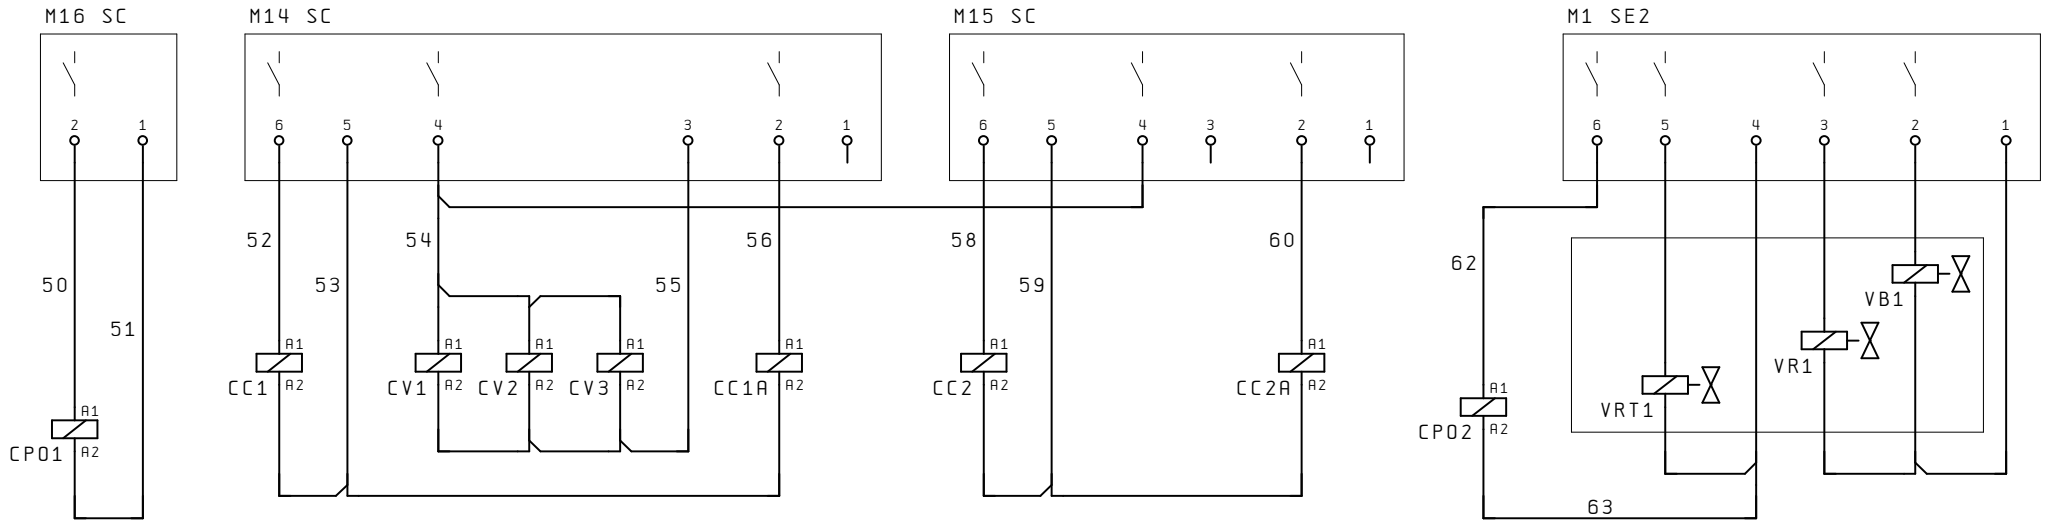 M16 SC
M14 SC
M15 SC
M1 SE2
2 1
6 5 4 3 2 1
6 5 4 3 2 1
6 5 4 3 2 1
52 54 56 58 60
62
50 53 55 59
51
VB1
A1 A1 A1 A1 A1 A1 A1
VR1
CC1 A2 CV1 A2 CV2 A2 CV3 A2 CC1A A2 CC2 A2 CC2A A2
A1
VRT1
A1
CPO2 A2
CPO1 A2
63